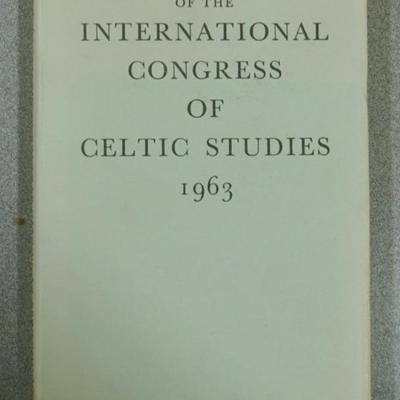 OF THE
INTERNATIONAL
CONGRESS
OF
CELTIC STUDIES
1963